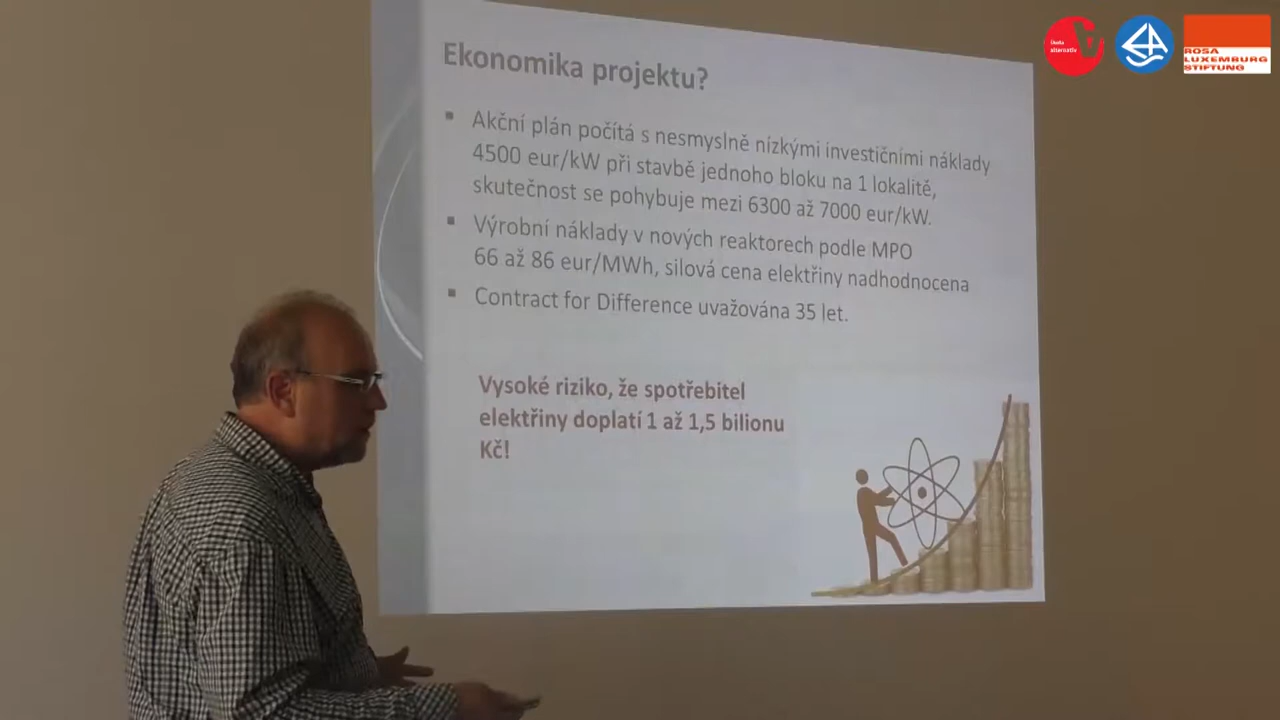 Ekonomika projektu?
Akční plán počítá s nesmyslně nízkými investičními náklady
4500 eur/kW při stavbě jednoho bloku na 1 lokalitě,
skutečnost se pohybuje mezi 6300 až 7000 eur/kW.
Výrobní náklady v nových reaktorech podle MPO
66 až 86 eur/MWh, silová cena elektřiny nadhodnocena
Contract for Difference uvažována 35 let.
Vysoké riziko, že spotřebitel
elektřiny doplatí 1 až 1,5 bilionu
Kč!
alternativ
ROSA
LUXEMBURG
STIFTUNG